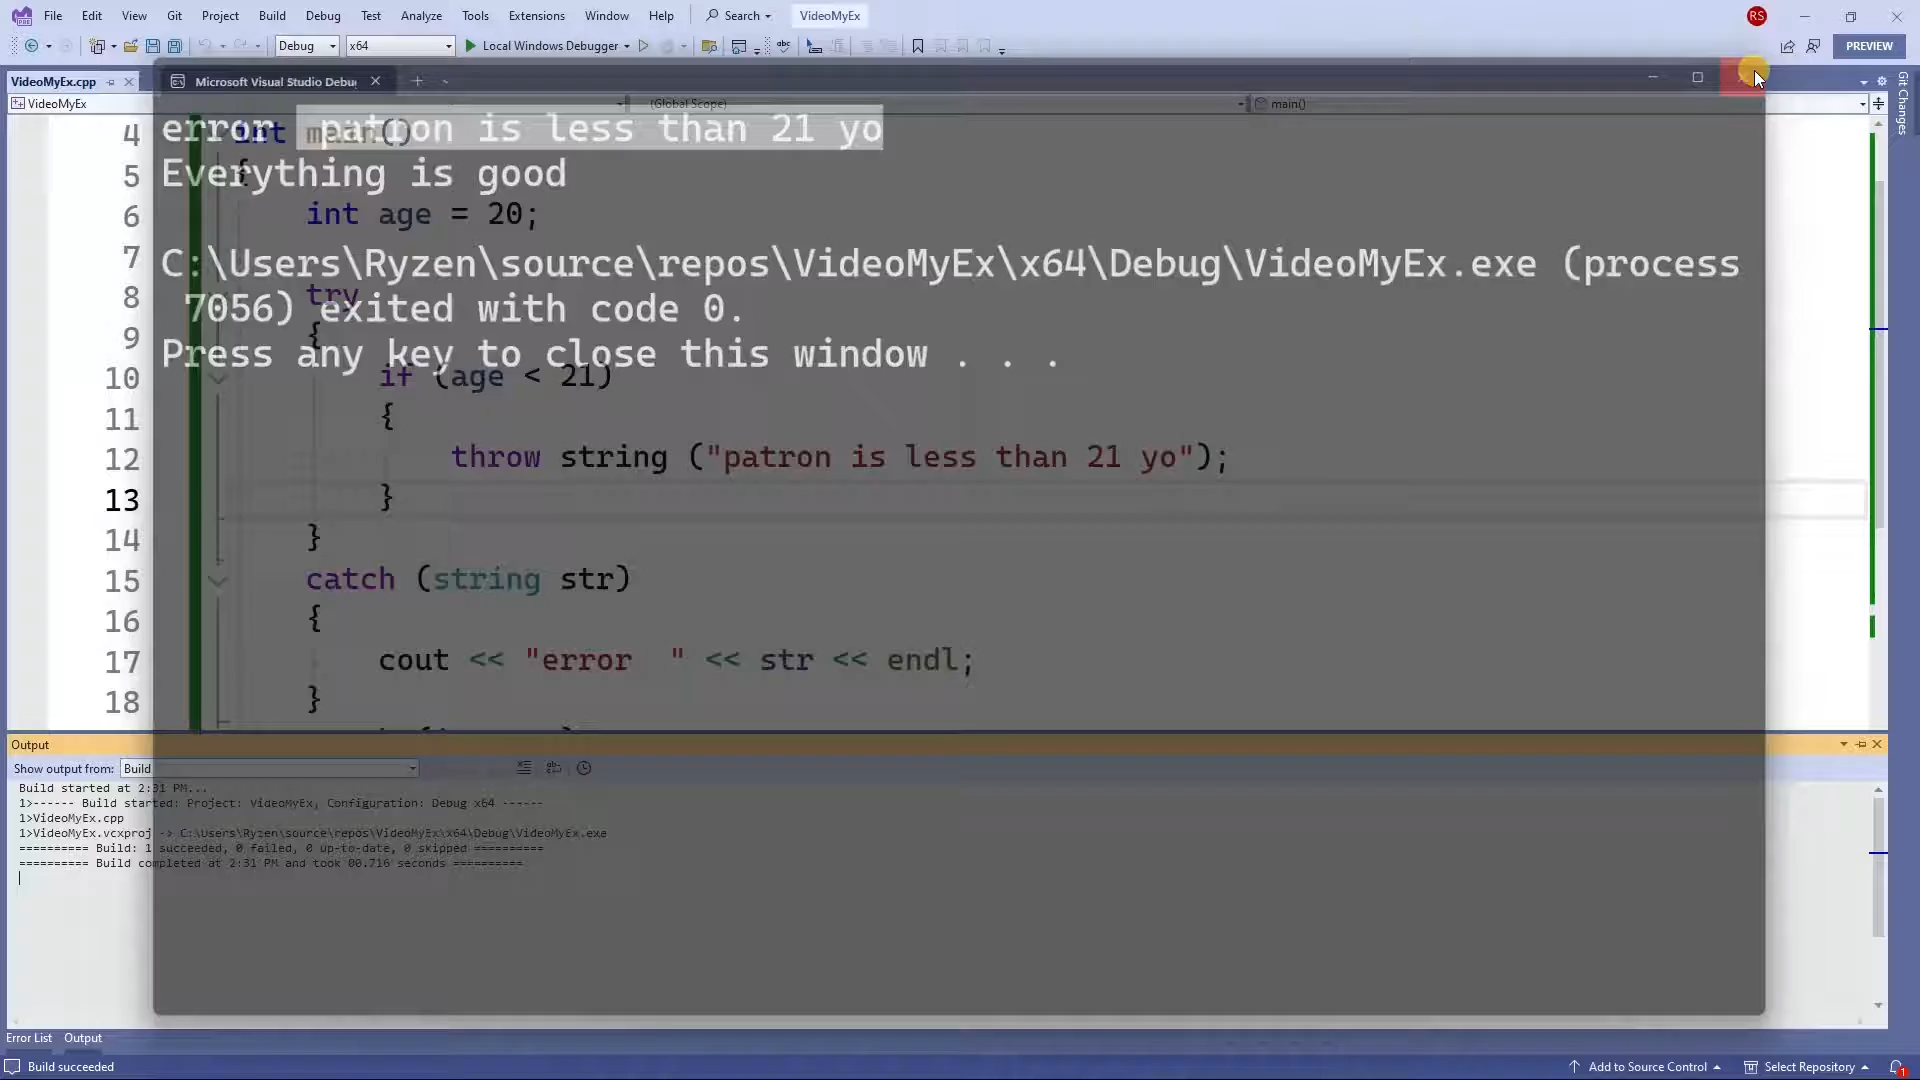 File Edit View Git Project Build Debug Test Analyze Tools Extensions Window Help Search VideoMyEx RS
Debug x64 Local Windows Debugger PREVIEW
VideoMyEx.cpp
Microsoft Visual Studio Debu
VideoMyEx (Global Scope) main()
error  patron is less than 21 yo
Everything is good
C:\Users\Ryzen\source\repos\VideoMyEx\x64\Debug\VideoMyEx.exe (process
7056) exited with code 0.
Press any key to close this window . . .
4 int main()
5 {
6 int age = 20;
7
8 try
9 {
10 if (age < 21)
11 {
12 throw string ("patron is less than 21 yo");
13 }
14 }
15 catch (string str)
16 {
17 cout << "error  " << str << endl;
18 }
Git Changes
Output
Show output from: Build
Build started at 2:31 PM...
1>------ Build started: Project: VideoMyEx, Configuration: Debug x64 ------
1>VideoMyEx.cpp
1>VideoMyEx.vcxproj -> C:\Users\Ryzen\source\repos\VideoMyEx\x64\Debug\VideoMyEx.exe
========== Build: 1 succeeded, 0 failed, 0 up-to-date, 0 skipped ==========
========== Build completed at 2:31 PM and took 00.716 seconds ==========
Error List Output
Build succeeded Add to Source Control Select Repository 1